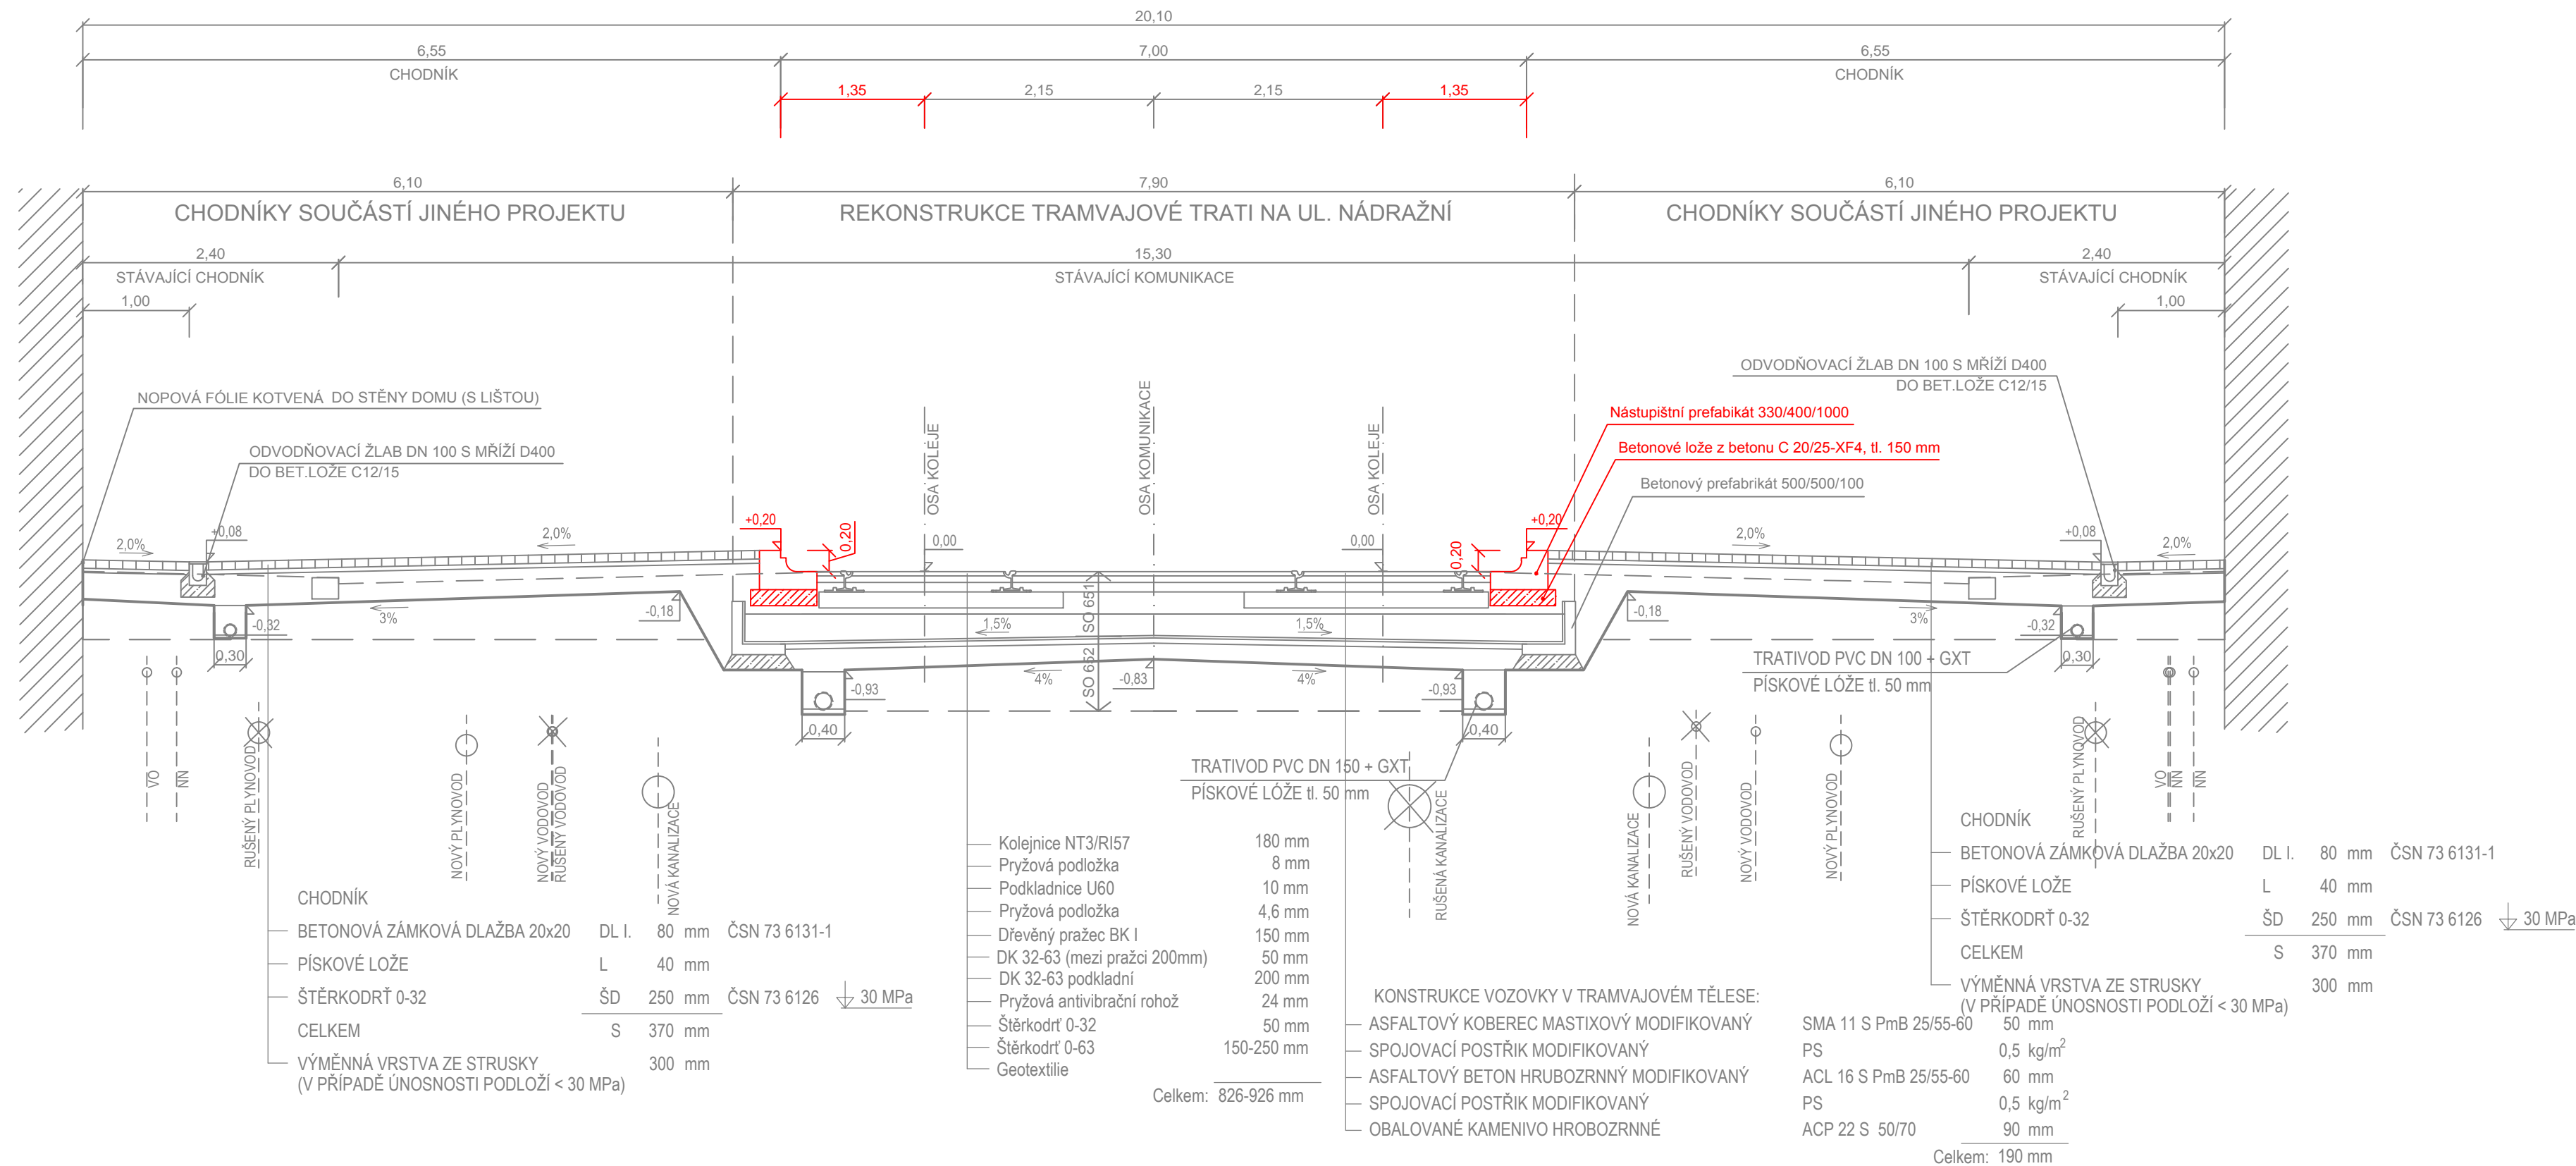 20,10
6,55 7,00 6,55
CHODNÍK CHODNÍK
1,35 2,15 2,15 1,35
6,10 7,90 6,10
CHODNÍKY SOUČÁSTÍ JINÉHO PROJEKTU REKONSTRUKCE TRAMVAJOVÉ TRATI NA UL. NÁDRAŽNÍ CHODNÍKY SOUČÁSTÍ JINÉHO PROJEKTU
2,40 15,30 2,40
STÁVAJÍCÍ CHODNÍK STÁVAJÍCÍ KOMUNIKACE STÁVAJÍCÍ CHODNÍK
1,00 1,00
NOPOVÁ FÓLIE KOTVENÁ DO STĚNY DOMU (S LIŠTOU)
ODVODŇOVACÍ ŽLAB DN 100 S MŘÍŽÍ D400
DO BET.LOŽE C12/15
OSA KOLEJE
OSA KOMUNIKACE
OSA KOLEJE
ODVODŇOVACÍ ŽLAB DN 100 S MŘÍŽÍ D400
DO BET.LOŽE C12/15
Nástupištní prefabikát 330/400/1000
Betonové lože z betonu C 20/25-XF4, tl. 150 mm
Betonový prefabrikát 500/500/100
2,0% +0,08 2,0% +0,20 0,20 0,00 0,00 0,20 +0,20 2,0% +0,08 2,0%
-0,32 3% -0,18 1,5% 1,5% -0,18 3% -0,32
0,30 0,30
SO 651
SO 652
-0,93 4% -0,83 4% -0,93
0,40 0,40
TRATIVOD PVC DN 100 + GXT
PÍSKOVÉ LÓŽE tl. 50 mm
TRATIVOD PVC DN 150 + GXT
PÍSKOVÉ LÓŽE tl. 50 mm
VO
NN
RUŠENÝ PLYNOVOD
NOVÝ PLYNOVOD
NOVÝ VODOVOD
RUŠENÝ VODOVOD
NOVÁ KANALIZACE
RUŠENÁ KANALIZACE
NOVÁ KANALIZACE
RUŠENÝ VODOVOD
NOVÝ VODOVOD
NOVÝ PLYNOVOD
RUŠENÝ PLYNOVOD
VO
NN
NN
CHODNÍK
BETONOVÁ ZÁMKOVÁ DLAŽBA 20x20 DL I. 80 mm ČSN 73 6131-1
PÍSKOVÉ LOŽE L 40 mm
ŠTĚRKODRŤ 0-32 ŠD 250 mm ČSN 73 6126 30 MPa
CELKEM S 370 mm
VÝMĚNNÁ VRSTVA ZE STRUSKY 300 mm
(V PŘÍPADĚ ÚNOSNOSTI PODLOŽÍ < 30 MPa)
Kolejnice NT3/RI57 180 mm
Pryžová podložka 8 mm
Podkladnice U60 10 mm
Pryžová podložka 4,6 mm
Dřevěný pražec BK I 150 mm
DK 32-63 (mezi pražci 200mm) 50 mm
DK 32-63 podkladní 200 mm
Pryžová antivibrační rohož 24 mm
Štěrkodrť 0-32 50 mm
Štěrkodrť 0-63 150-250 mm
Geotextilie
Celkem: 826-926 mm
KONSTRUKCE VOZOVKY V TRAMVAJOVÉM TĚLESE:
ASFALTOVÝ KOBEREC MASTIXOVÝ MODIFIKOVANÝ SMA 11 S PmB 25/55-60 50 mm
SPOJOVACÍ POSTŘIK MODIFIKOVANÝ PS 0,5 kg/m²
ASFALTOVÝ BETON HRUBOZRNNÝ MODIFIKOVANÝ ACL 16 S PmB 25/55-60 60 mm
SPOJOVACÍ POSTŘIK MODIFIKOVANÝ PS 0,5 kg/m²
OBALOVANÉ KAMENIVO HROBOZRNNÉ ACP 22 S 50/70 90 mm
Celkem: 190 mm
CHODNÍK
BETONOVÁ ZÁMKOVÁ DLAŽBA 20x20 DL I. 80 mm ČSN 73 6131-1
PÍSKOVÉ LOŽE L 40 mm
ŠTĚRKODRŤ 0-32 ŠD 250 mm ČSN 73 6126 30 MPa
CELKEM S 370 mm
VÝMĚNNÁ VRSTVA ZE STRUSKY 300 mm
(V PŘÍPADĚ ÚNOSNOSTI PODLOŽÍ < 30 MPa)